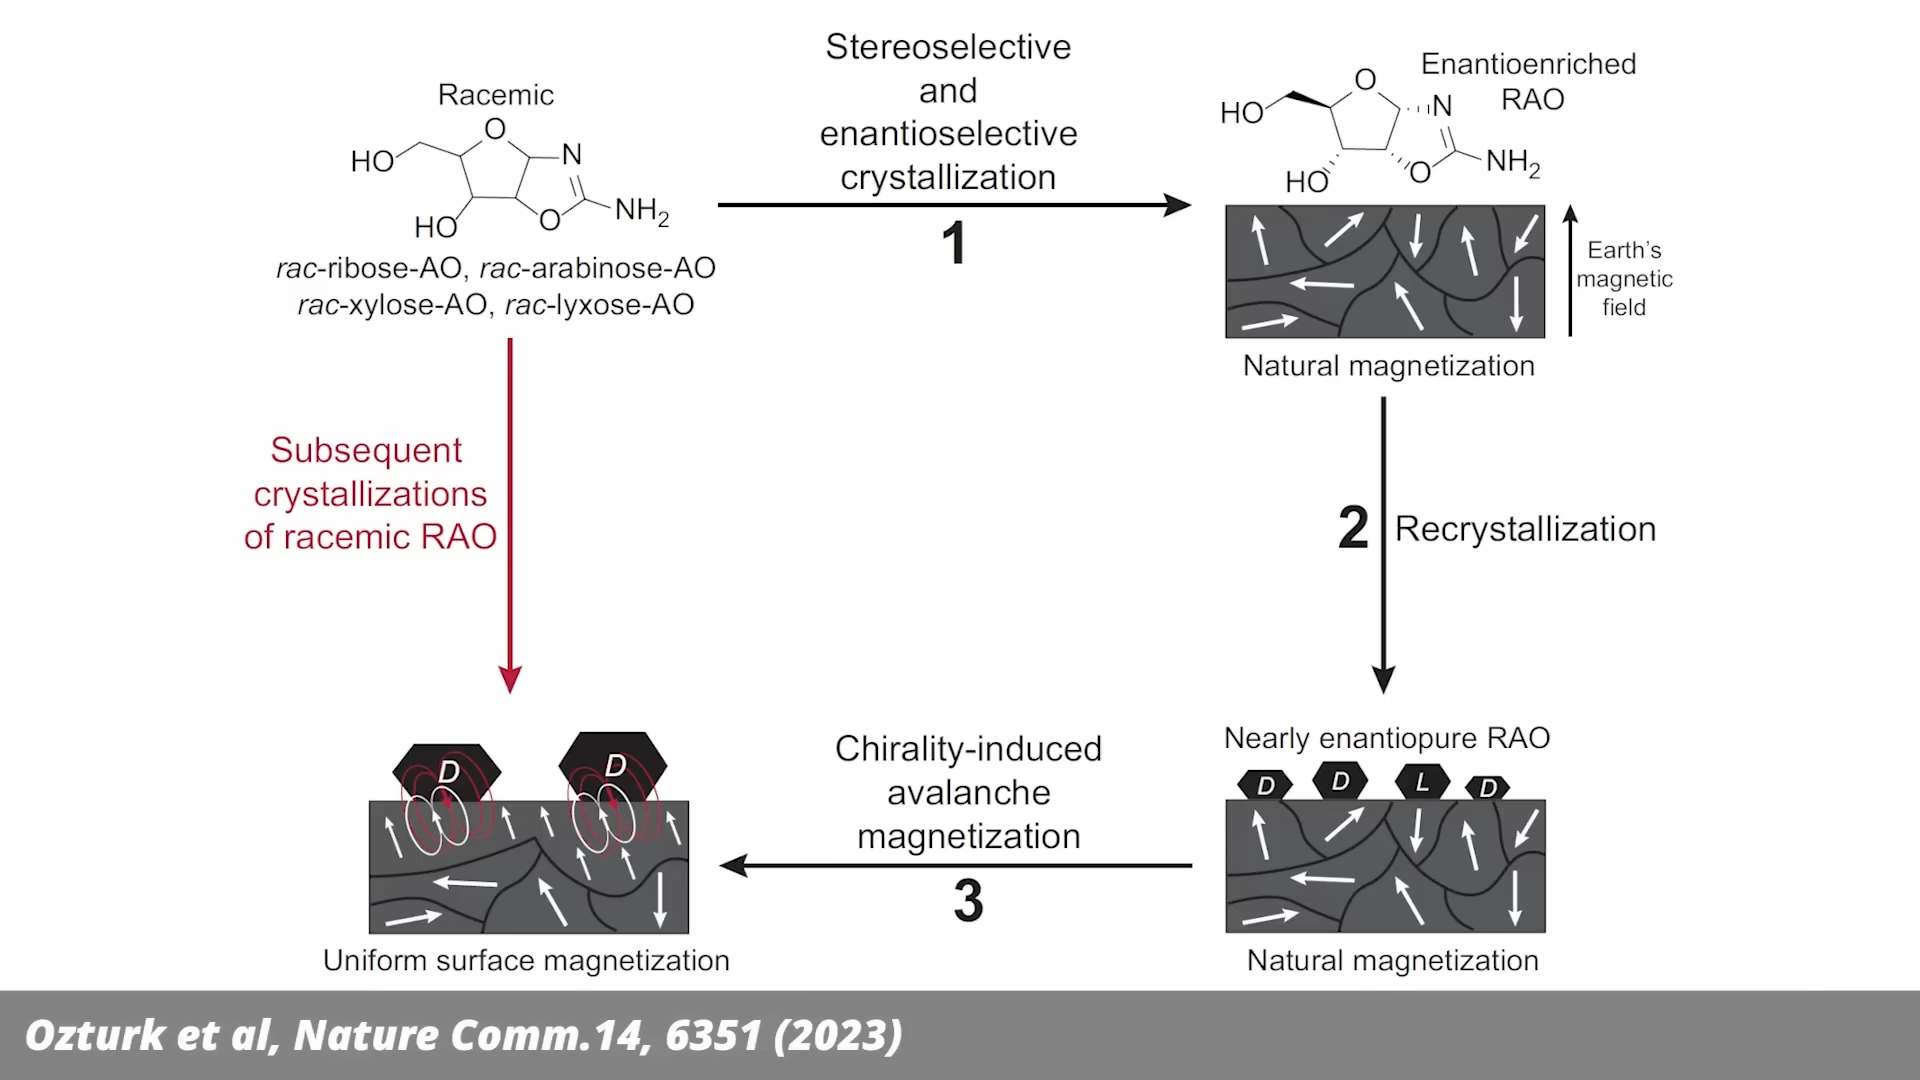 Racemic
O
HO
N
NH2
HO
O
rac-ribose-AO, rac-arabinose-AO
rac-xylose-AO, rac-lyxose-AO
Stereoselective
and
enantioselective
crystallization
1
Enantioenriched
RAO
O
HO
N
NH2
HO
O
Earth's
magnetic
field
Natural magnetization
Subsequent
crystallizations
of racemic RAO
2 Recrystallization
Nearly enantiopure RAO
D D L D
Natural magnetization
Chirality-induced
avalanche
magnetization
3
D D
Uniform surface magnetization
Ozturk et al, Nature Comm.14, 6351 (2023)